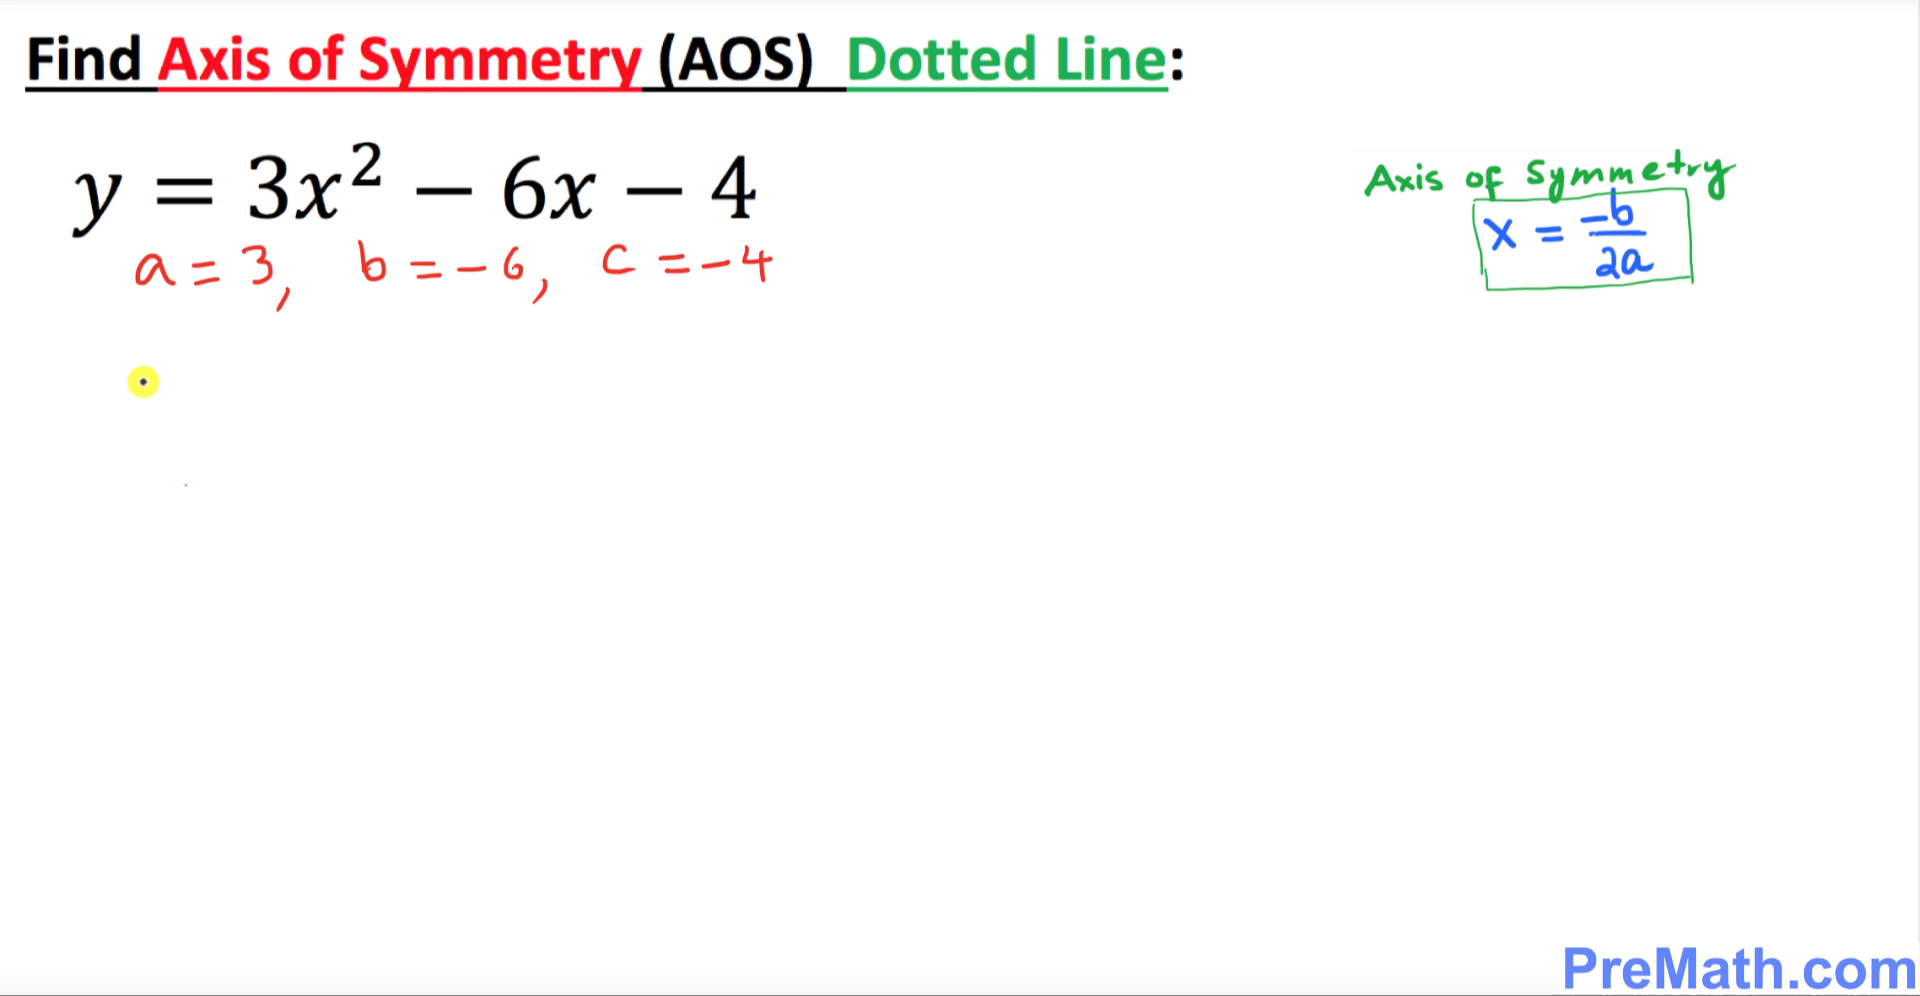 Find Axis of Symmetry (AOS) Dotted Line:
y = 3x² − 6x − 4
a = 3, b = -6, c = -4
Axis of Symmetry
x = -b/2a
PreMath.com